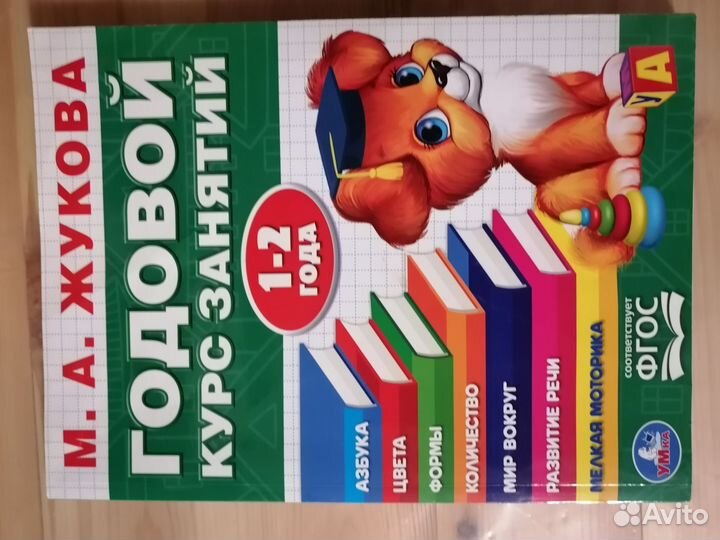 М. А. ЖУКОВА
ГОДОВОЙ
КУРС ЗАНЯТИЙ
1-2
ГОДА
АЗБУКА
ЦВЕТА
ФОРМЫ
КОЛИЧЕСТВО
МИР ВОКРУГ
РАЗВИТИЕ РЕЧИ
МЕЛКАЯ МОТОРИКА
А
У
соответствует
ФГОС
УМка
Avito